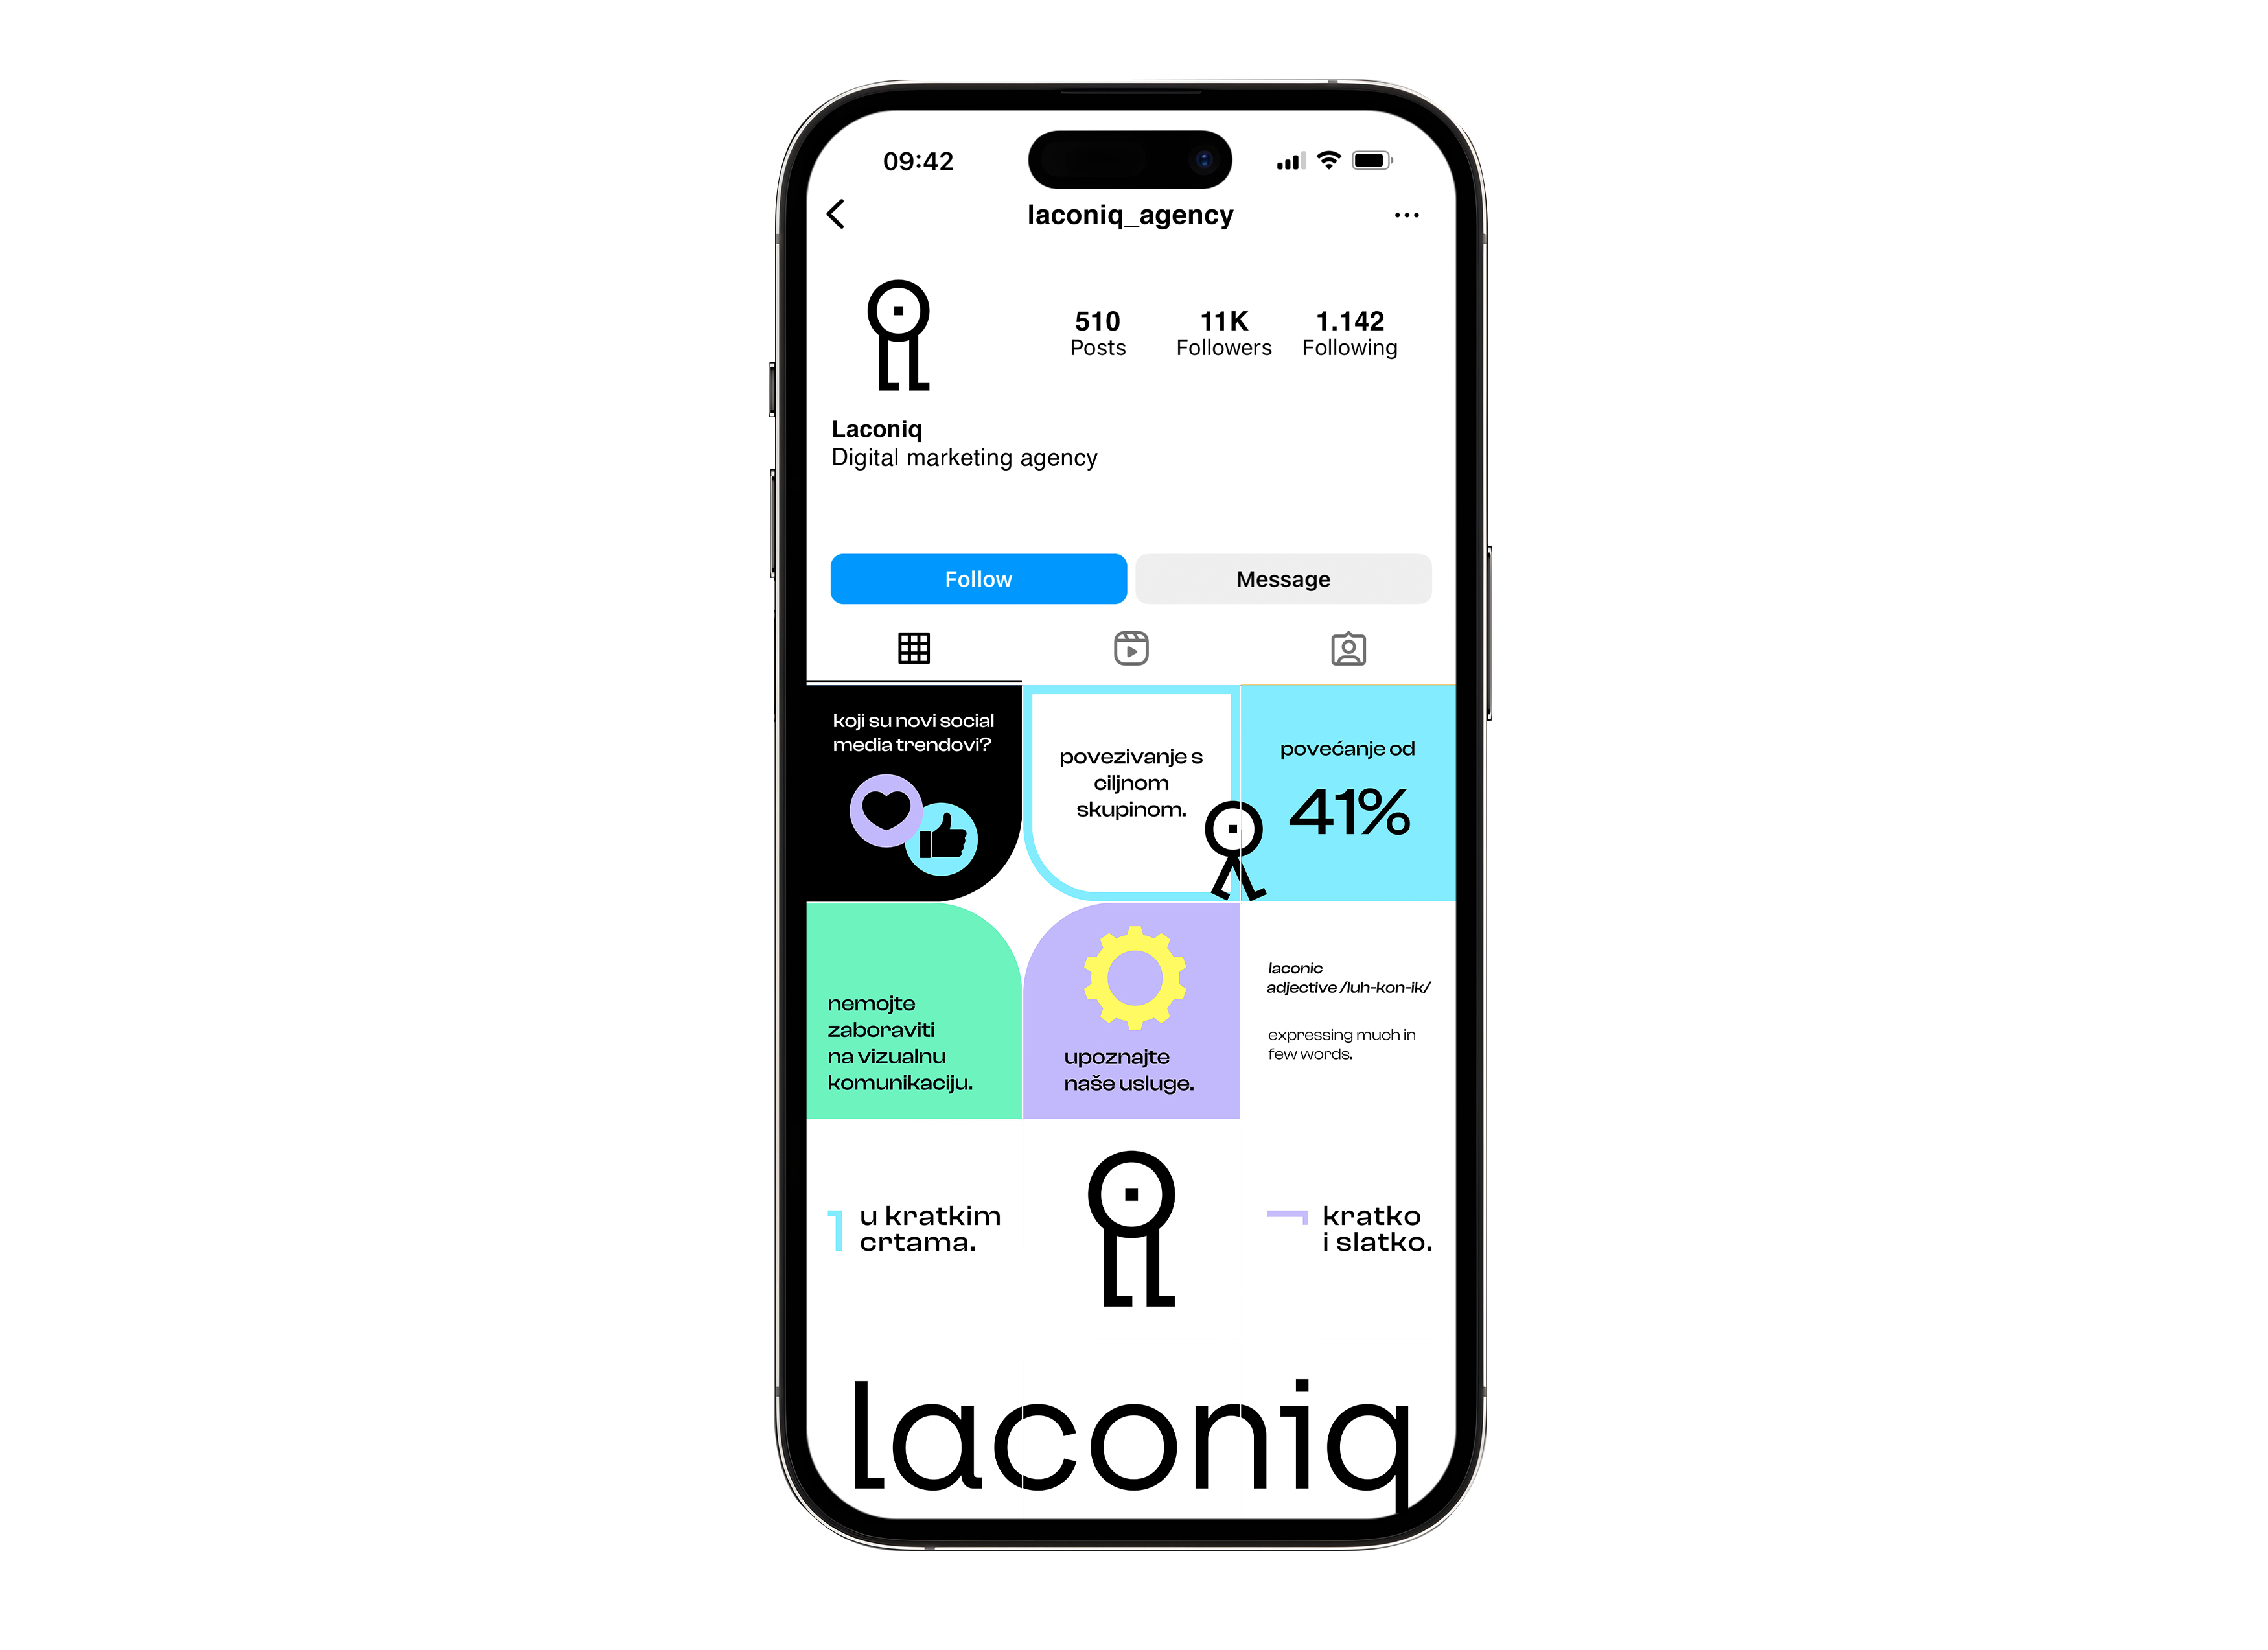 09:42
laconiq_agency
510
Posts
11K
Followers
1.142
Following
Laconiq
Digital marketing agency
Follow
Message
koji su novi social
media trendovi?
povezivanje s
ciljnom
skupinom.
povećanje od
41%
nemojte
zaboraviti
na vizualnu
komunikaciju.
upoznajte
naše usluge.
laconic
adjective /luh-kon-ik/
expressing much in
few words.
u kratkim
crtama.
kratko
i slatko.
laconiq